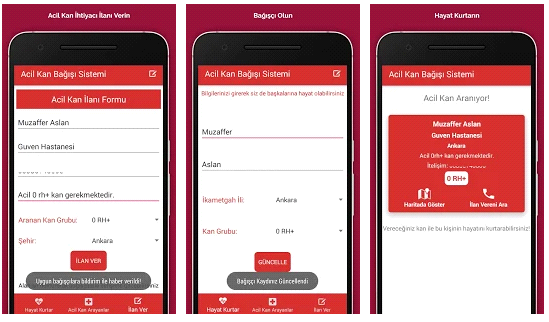 Acil Kan İhtiyacı İlanı Verin
Acil Kan Bağışı Sistemi
Acil Kan İlanı Formu
Muzaffer Aslan
Guven Hastanesi
Acil 0 rh+ kan gerekmektedir.
Aranan Kan Grubu: 0 RH+
Şehir: Ankara
İLAN VER
Uygun bağışçılara bildirim ile haber verildi!
Hayat Kurtar Acil Kan Arayanlar İlan Ver
Bağışçı Olun
Acil Kan Bağışı Sistemi
Bilgilerinizi girerek siz de başkalarına hayat olabilirsiniz
Muzaffer
Aslan
İkametgah İli: Ankara
Kan Grubu: 0 RH+
GÜNCELLE
Bağışçı Kaydınız Güncellendi
Hayat Kurtar Acil Kan Arayanlar İlan Ver
Hayat Kurtarın
Acil Kan Bağışı Sistemi
Acil Kan Aranıyor!
Muzaffer Aslan
Guven Hastanesi
Ankara
Acil 0rh+ kan gerekmektedir.
İletişim:
0 RH+
Haritada Göster İlan Veresi Ara
Vereceğiniz kan ile bu kişinin hayatını kurtarabilirsiniz!